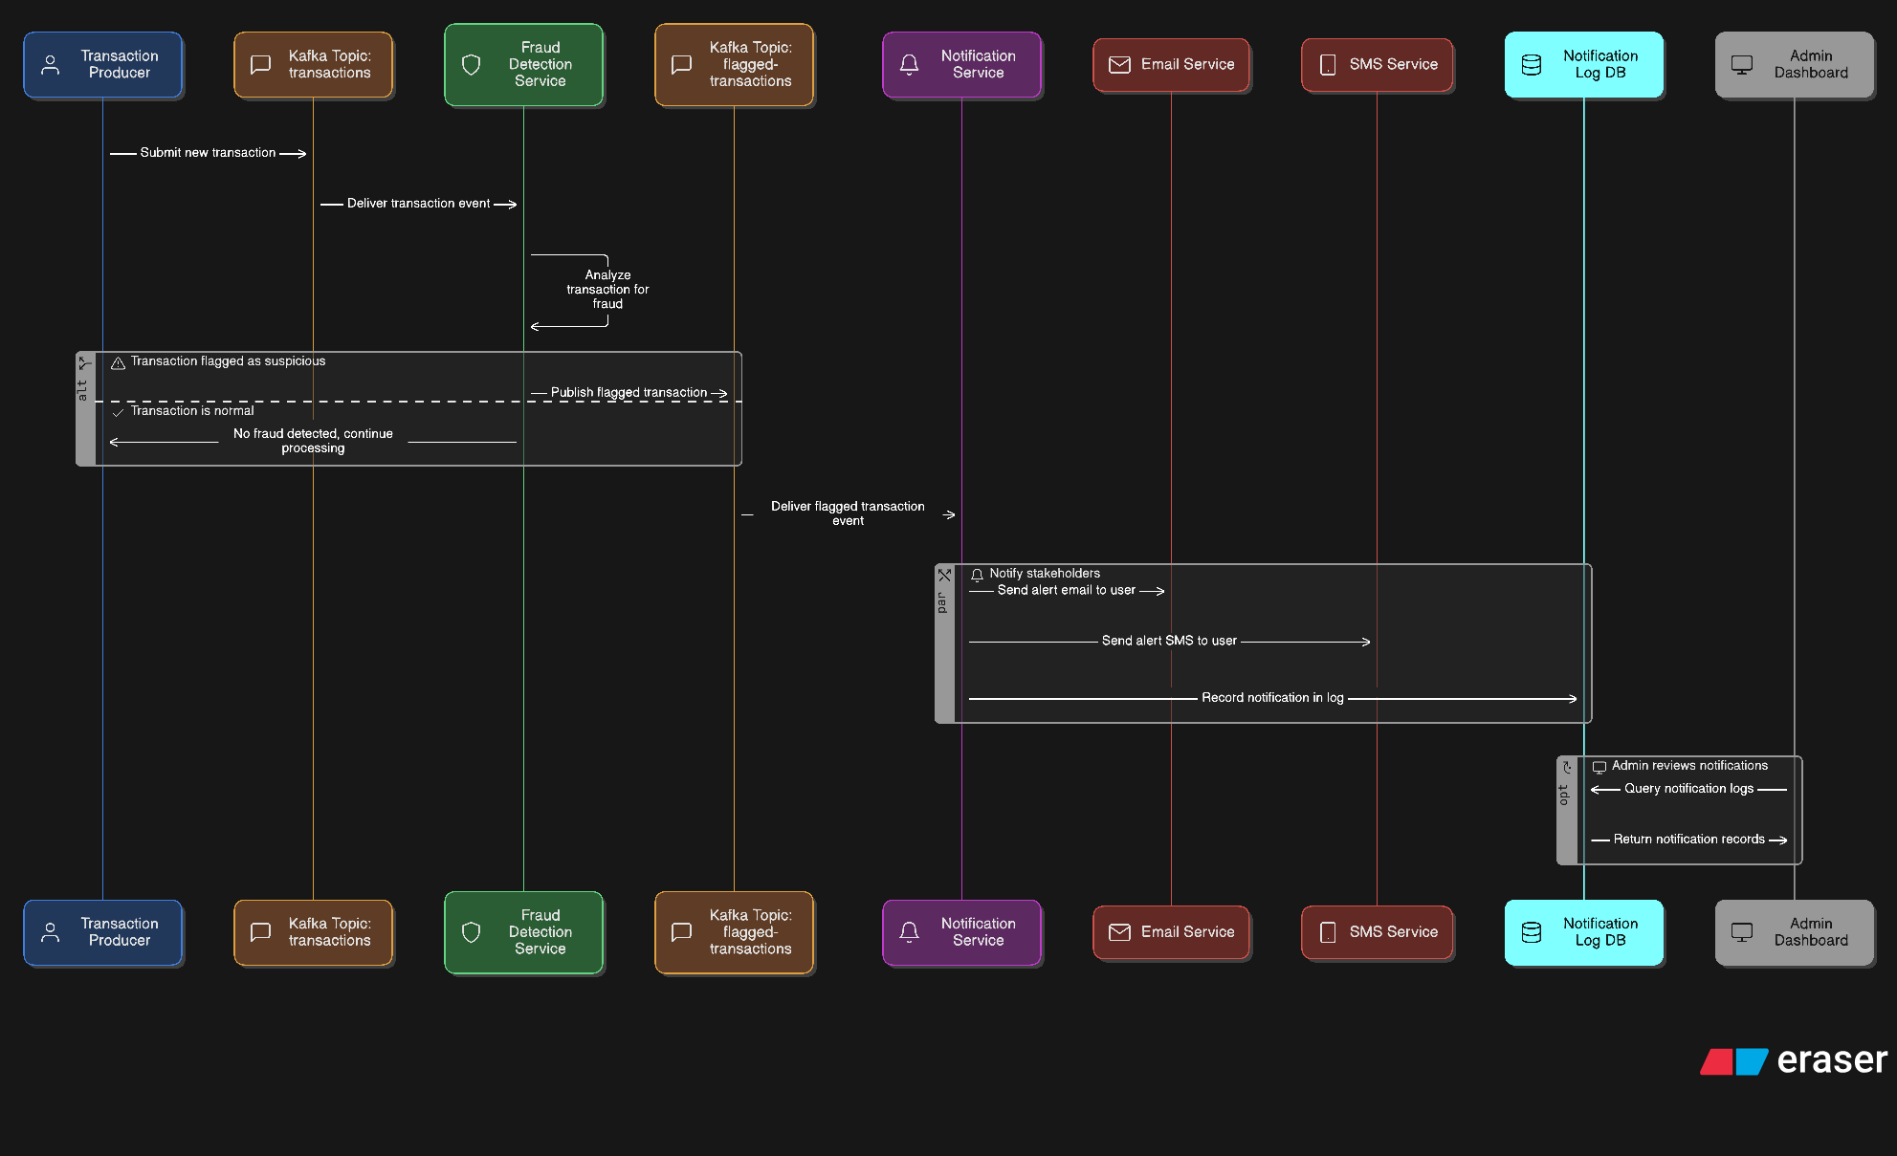 Transaction
Producer
Kafka Topic:
transactions
Fraud
Detection
Service
Kafka Topic:
flagged-
transactions
Notification
Service
Email Service
SMS Service
Notification
Log DB
Admin
Dashboard
Submit new transaction
Deliver transaction event
Analyze
transaction for
fraud
alt
Transaction flagged as suspicious
Publish flagged transaction
Transaction is normal
No fraud detected, continue
processing
Deliver flagged transaction
event
par
Notify stakeholders
Send alert email to user
Send alert SMS to user
Record notification in log
opt
Admin reviews notifications
Query notification logs
Return notification records
Transaction
Producer
Kafka Topic:
transactions
Fraud
Detection
Service
Kafka Topic:
flagged-
transactions
Notification
Service
Email Service
SMS Service
Notification
Log DB
Admin
Dashboard
eraser